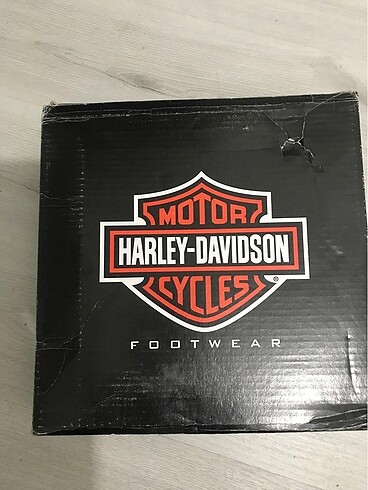 MOTOR
HARLEY-DAVIDSON
CYCLES
®
FOOTWEAR